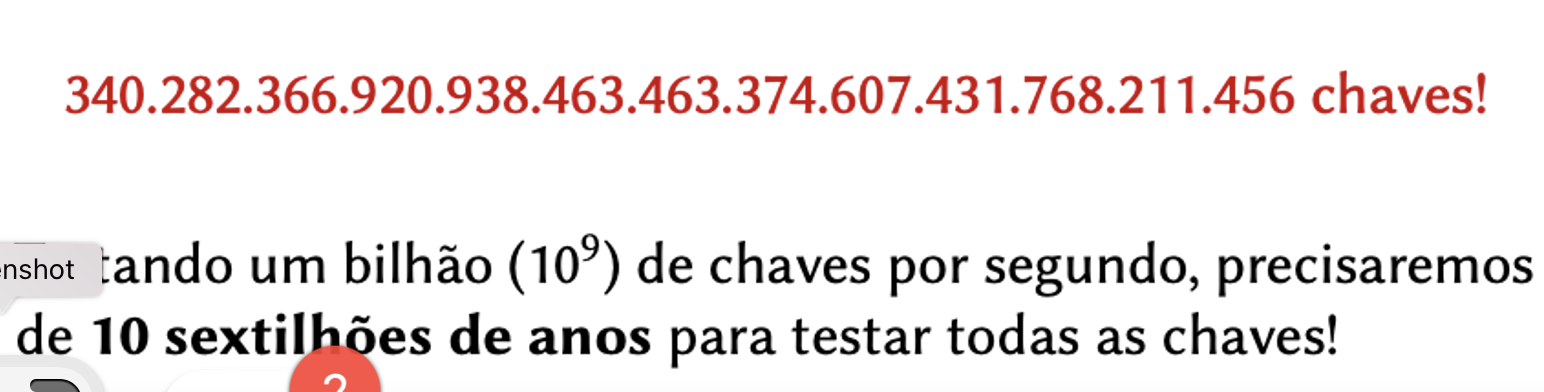 340.282.366.920.938.463.463.374.607.431.768.211.456 chaves!
um bilhão (10⁹) de chaves por segundo, precisaremos
de 10 sextilhões de anos para testar todas as chaves!
2